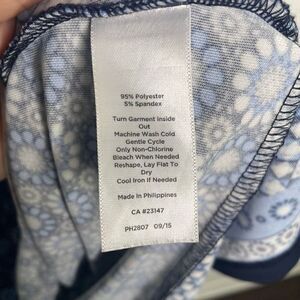 95% Polyester
5% Spandex
Turn Garment Inside
Out
Machine Wash Cold
Gentle Cycle
Only Non-Chlorine
Bleach When Needed
Reshape, Lay Flat To
Dry
Cool Iron If Needed
Made In Philippines
CA #23147
PH2807 09/15